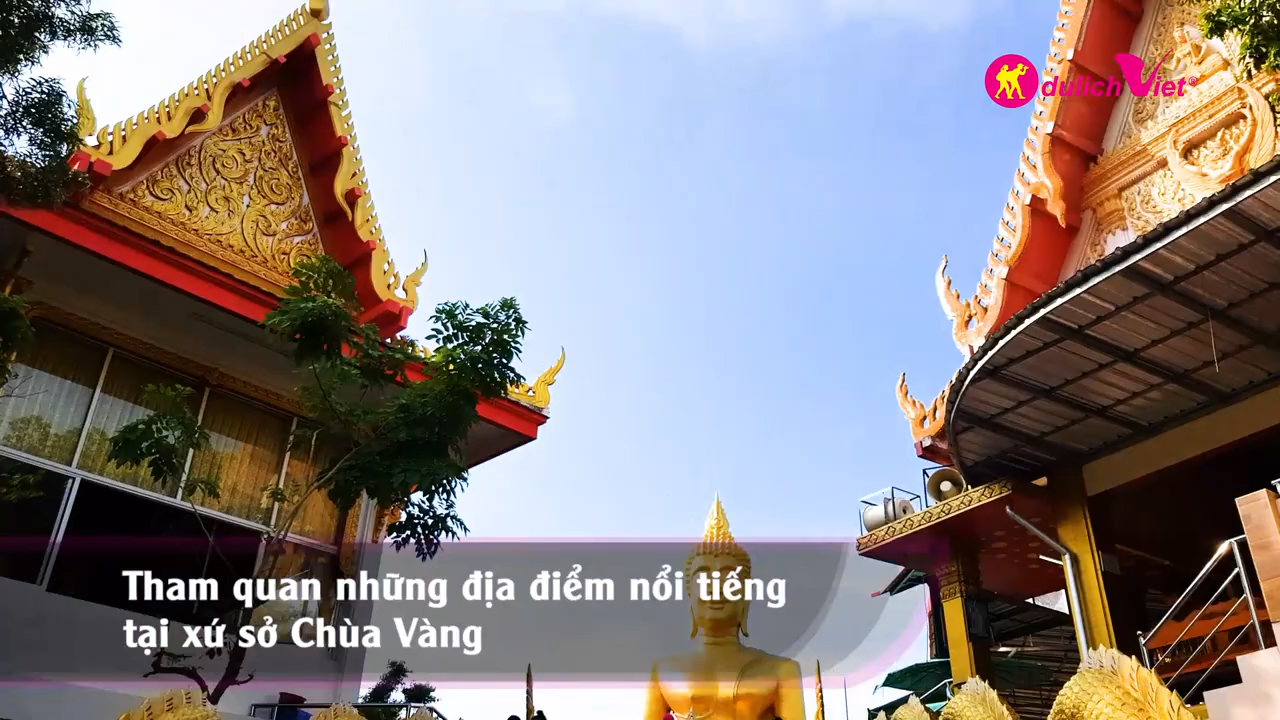 dulichViet®
Tham quan những địa điểm nổi tiếng
tại xứ sở Chùa Vàng